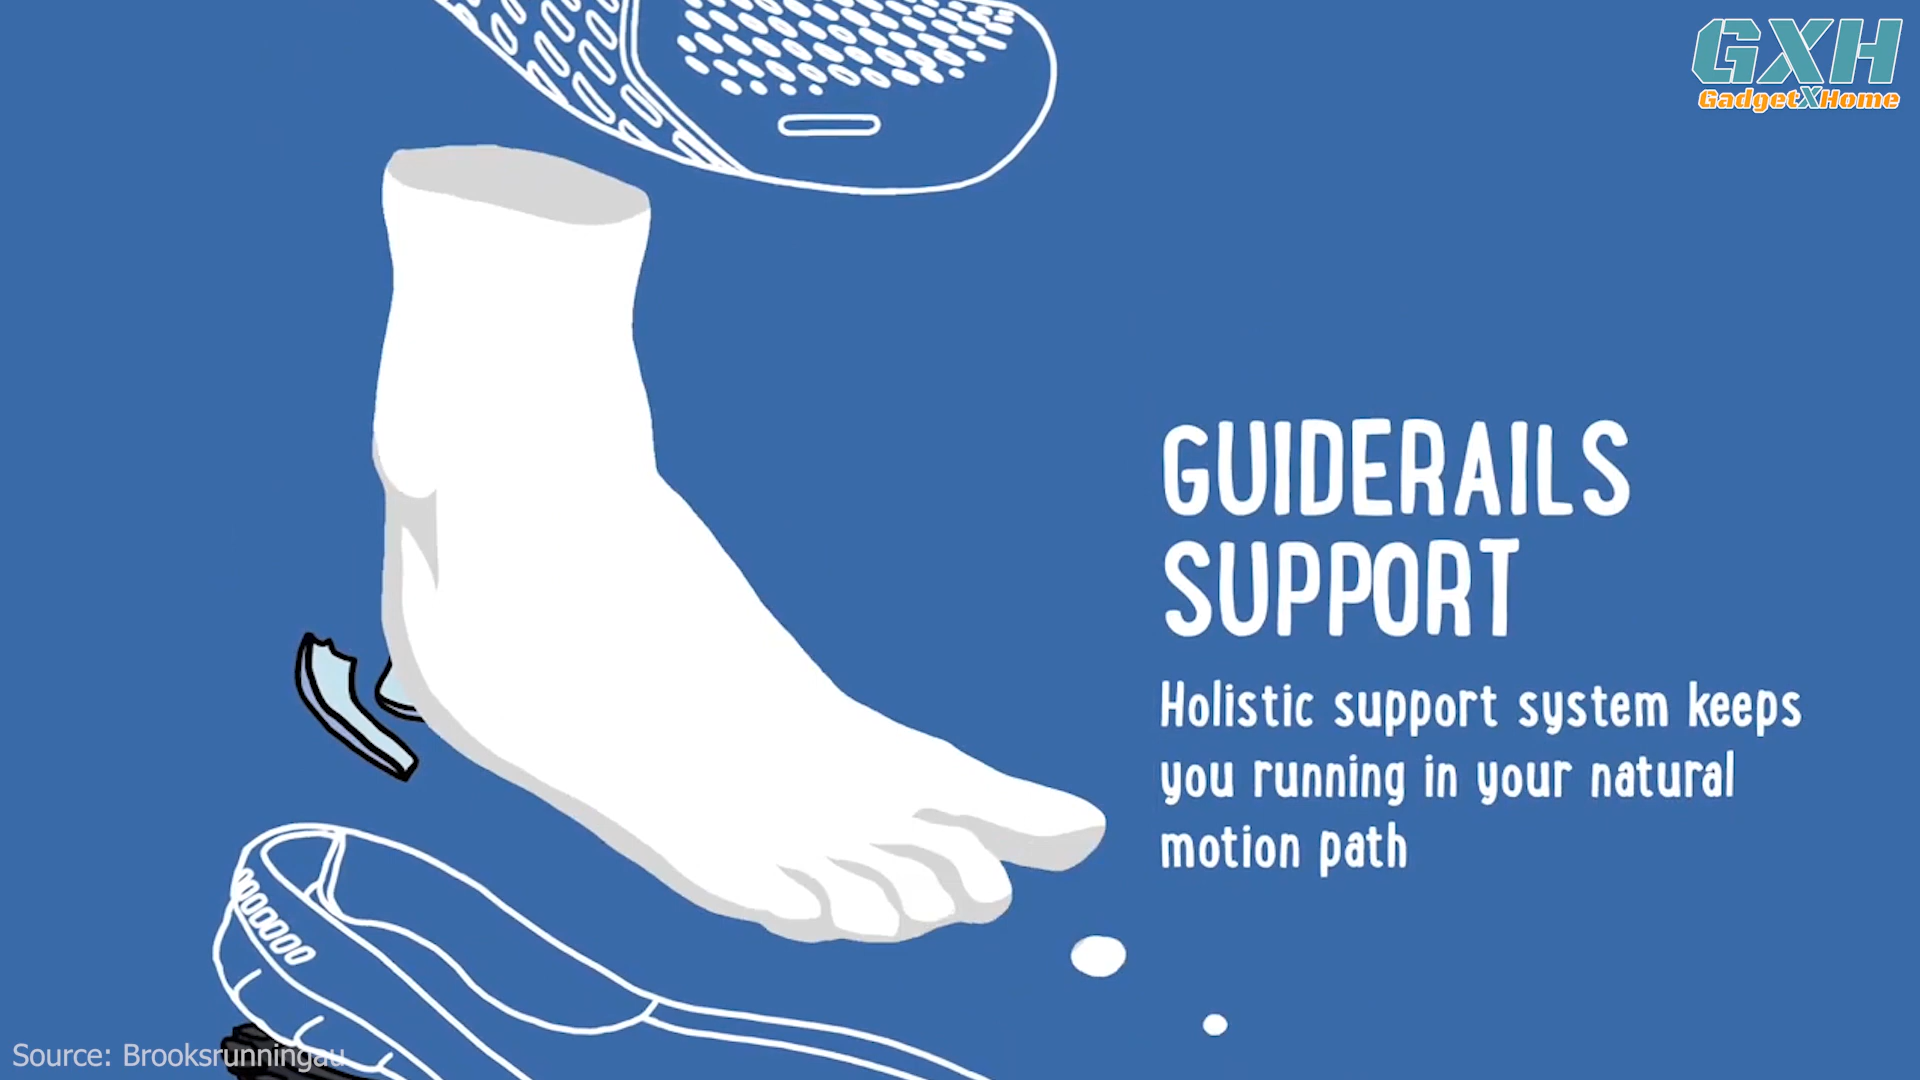 GXH
GadgetXHome
GUIDERAILS
SUPPORT
Holistic support system keeps
you running in your natural
motion path
Source: Brooksrunningau